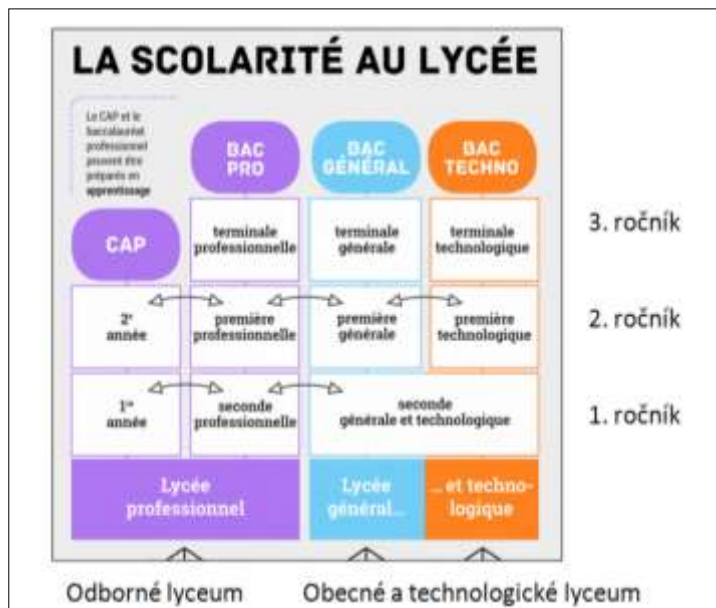 LA SCOLARITÉ AU LYCÉE
Le CAP et le
baccalauréat
professionnel
peuvent être
préparés en
apprentissage
BAC
PRO
BAC
GÉNÉRAL
BAC
TECHNO
CAP
terminale
professionnelle
terminale
générale
terminale
technologique
3. ročník
2e
année
première
professionnelle
première
générale
première
technologique
2. ročník
1re
année
seconde
professionnelle
seconde
générale et technologique
1. ročník
Lycée
professionnel
Lycée
général...
... et techno-
logique
Odborné lyceum
Obecné a technologické lyceum